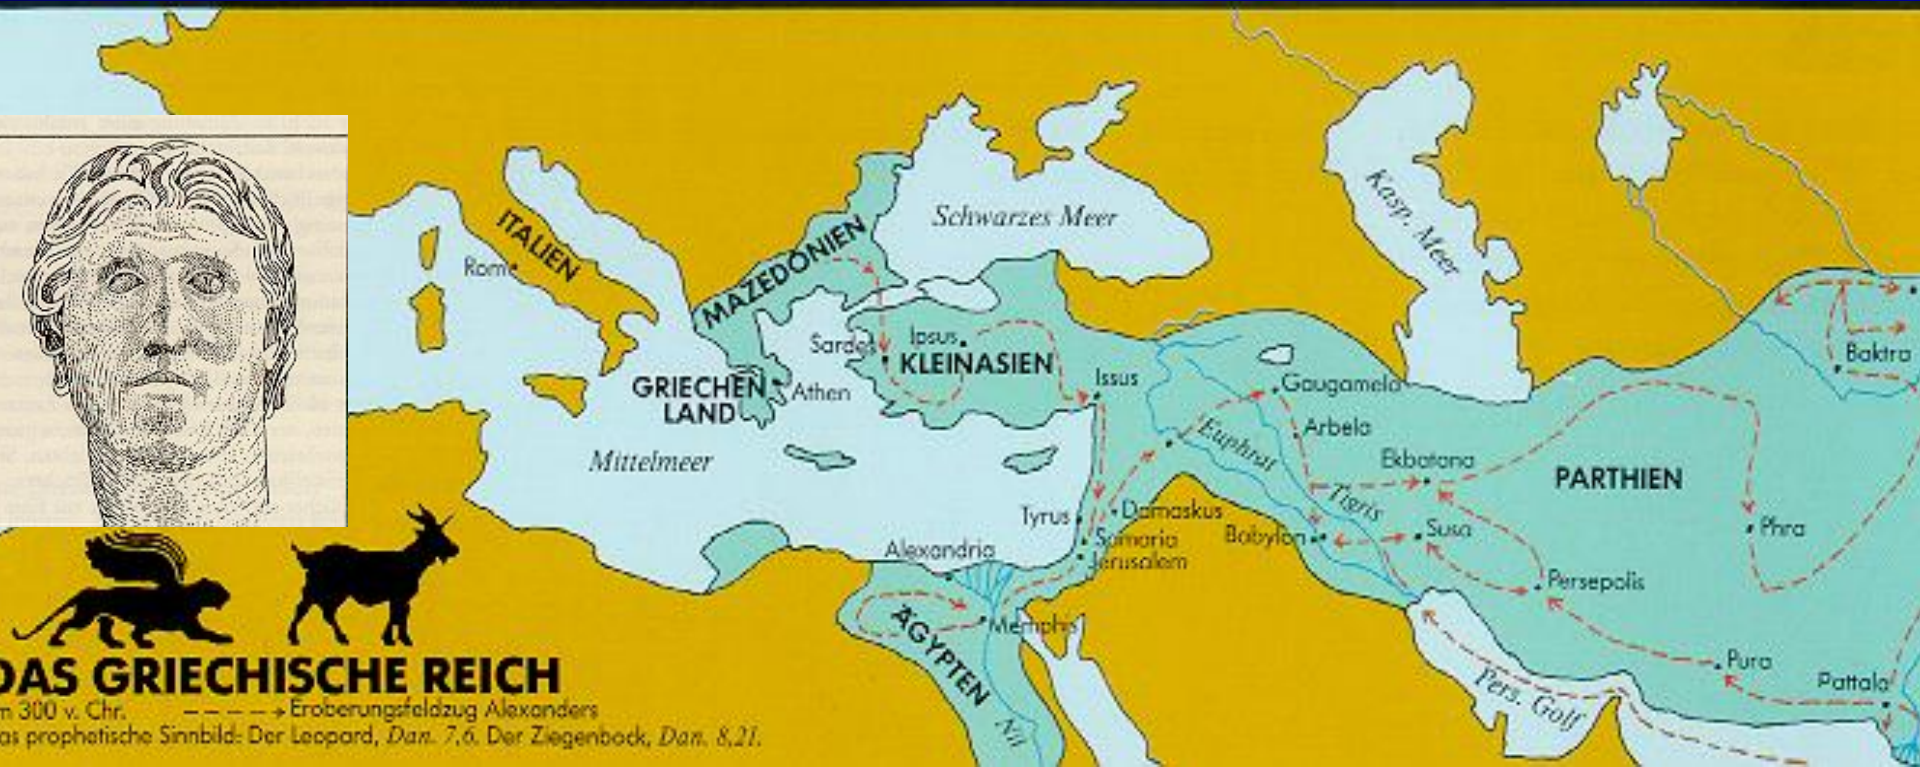 ITALIEN
Rom
MAZEDONIEN
Schwarzes Meer
Kasp. Meer
Sardes
Ipsus
KLEINASIEN
GRIECHEN
LAND
Athen
Issus
Gaugamela
Baktra
Arbela
Mittelmeer
Euphrat
Ekbatana
PARTHIEN
Tigris
Tyrus
Damaskus
Samaria
Jerusalem
Babylon
Susa
Phra
Alexandria
Persepolis
ÄGYPTEN
Memphis
Nil
Pers. Golf
Pura
Pattala
DAS GRIECHISCHE REICH
300 v. Chr.
Eroberungsfeldzug Alexanders
prophetische Sinnbild: Der Leopard, Dan. 7,6. Der Ziegenbock, Dan. 8,21.